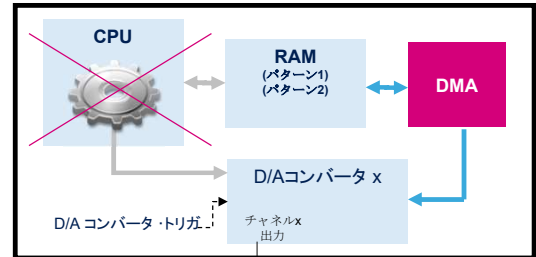 CPU
RAM
(パターン1)
(パターン2)
DMA
D/Aコンバータ x
D/A コンバータ ･トリガ
チャネルx
出力